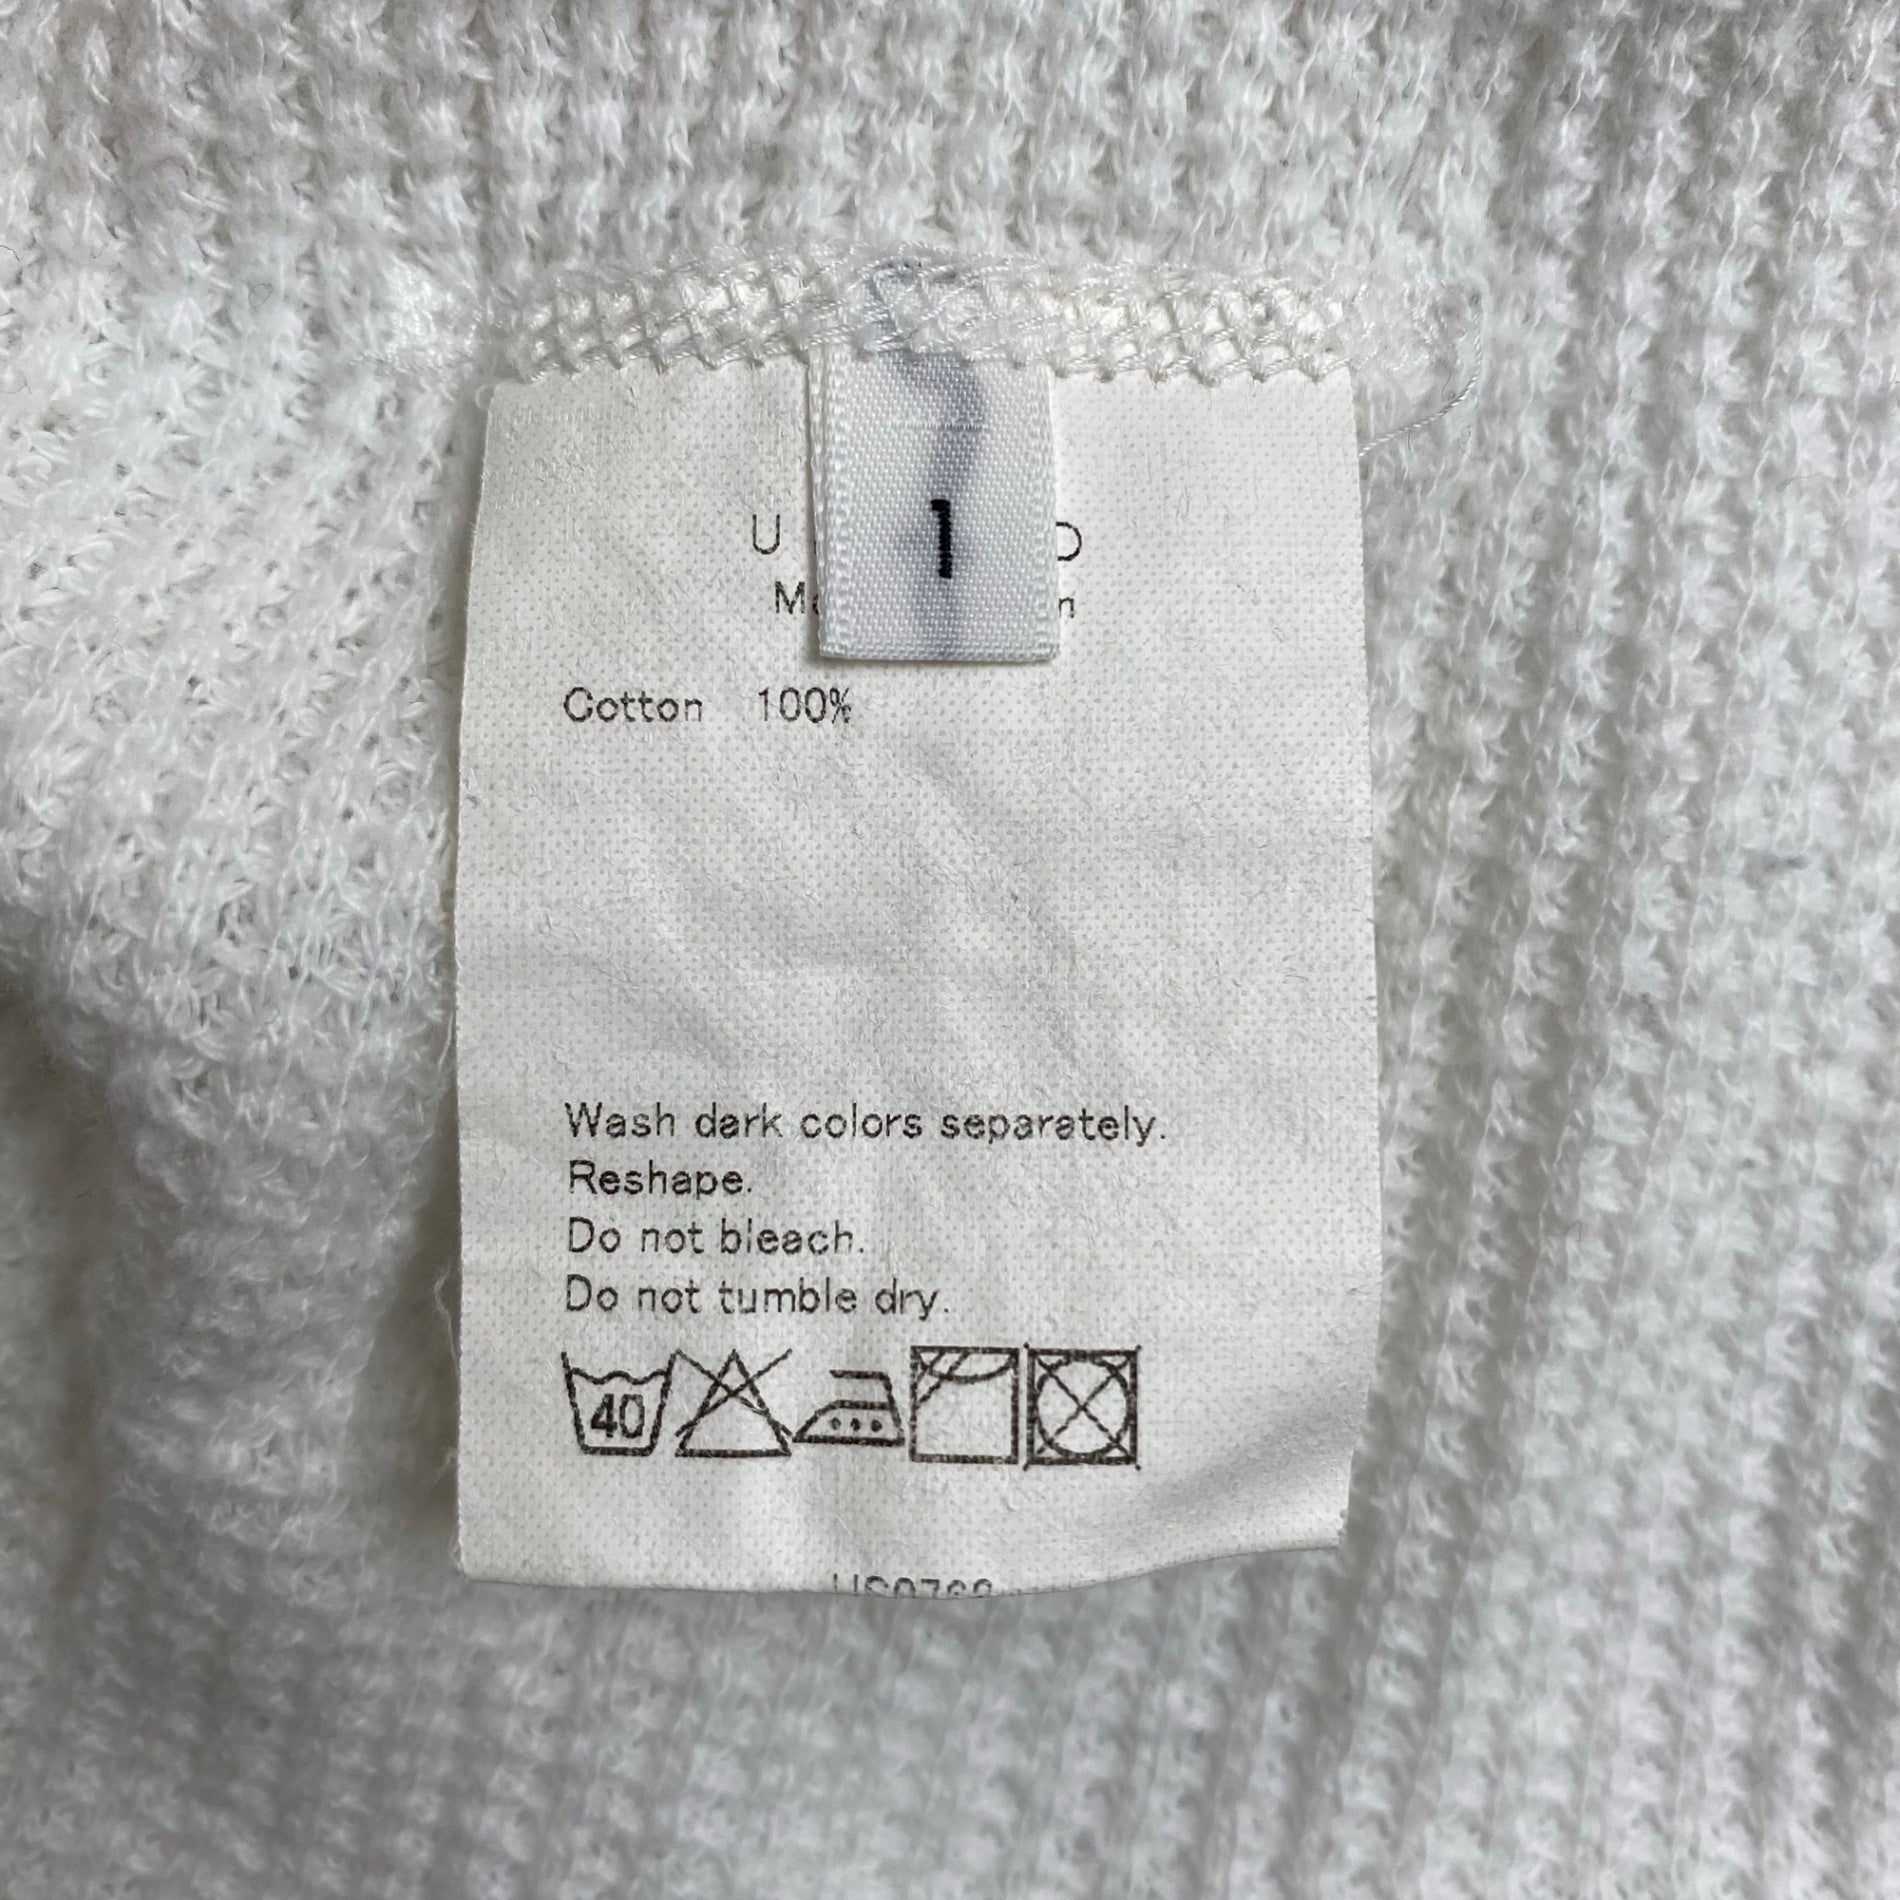 1
Cotton 100%
Wash dark colors separately.
Reshape.
Do not bleach.
Do not tumble dry.
40